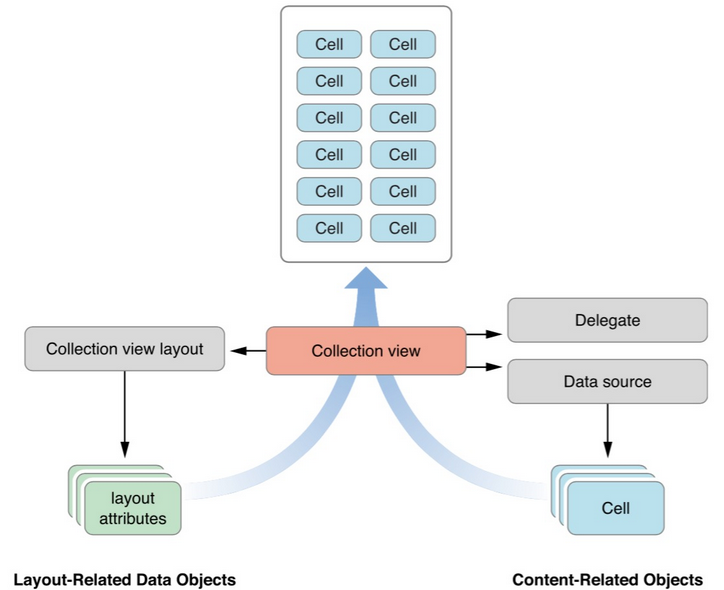 Cell Cell
Cell Cell
Cell Cell
Cell Cell
Cell Cell
Cell Cell
Delegate
Collection view layout
Collection view
Data source
layout
attributes
Cell
Layout-Related Data Objects
Content-Related Objects